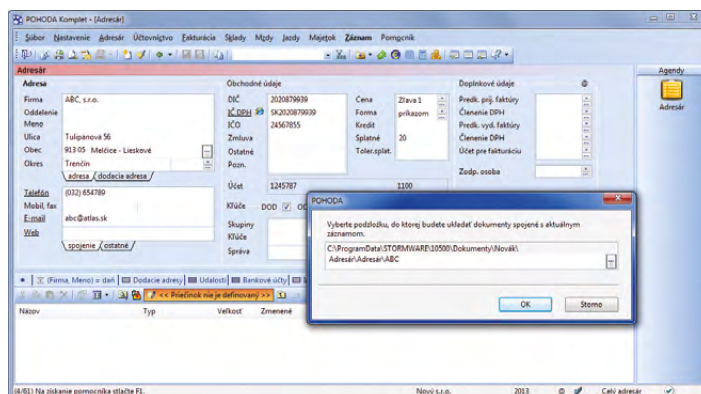 POHODA Komplet - [Adresár]
Súbor Nastavenie Adresár Účtovníctvo Fakturácia Sklady Mzdy Jazdy Majetok Záznam Pomocník
Adresár
Agendy
Adresár
Adresa
Firma ABC, s.r.o.
Oddelenie
Meno
Ulica Tulipánová 56
Obec 913 05 Melčice - Lieskové
Okres Trenčín
adresa dodacia adresa
Telefón (032) 654789
Mobil, fax
E-mail abc@atlas.sk
Web
spojenie ostatné
Obchodné údaje
DIČ 2020879939
IČ DPH SK2020879939
IČO 24567855
Zmluva
Ostatné
Pozn.
Cena Zľava 1
Forma príkazom
Kredit
Splatné 20
Toler.splat.
Účet 1245787 1100
Kľúče DOD
Skupiny
Kľúče
Správa
Doplnkové údaje
Predk. prij. faktúry
Členenie DPH
Predk. vyd. faktúry
Členenie DPH
Účet pre fakturáciu
Zodp. osoba
POHODA
Vyberte podzložku, do ktorej budete ukladať dokumenty spojené s aktuálnym
záznamom.
C:\ProgramData\STORMWARE\10500\Dokumenty\Novák\
Adresár\Adresár\ABC
OK Storno
(Firma, Meno) = daň Dodacie adresy Udalosti Bankové účty
<< Priečinok nie je definovaný >>
Názov Typ Veľkosť Zmenené
(4/61) Na získanie pomocníka stlačte F1. Nový s.r.o. 2013 Celý adresár